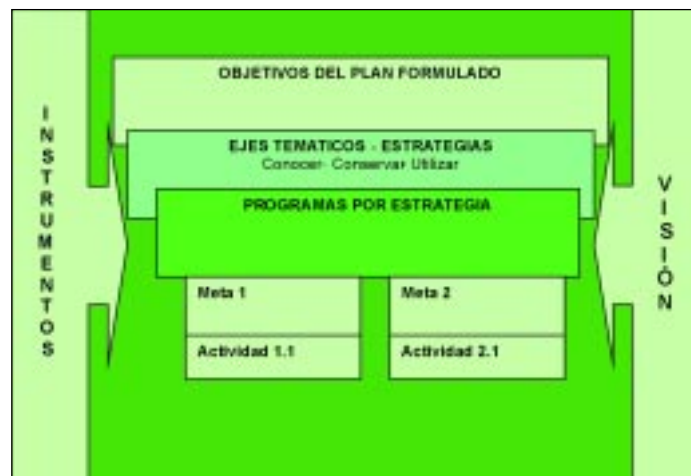 INSTRUMENTOS
OBJETIVOS DEL PLAN FORMULADO
EJES TEMATICOS - ESTRATEGIAS
Conocer- Conservar Utilizar
PROGRAMAS POR ESTRATEGIA
Meta 1
Meta 2
Actividad 1.1
Actividad 2.1
VISIÓN